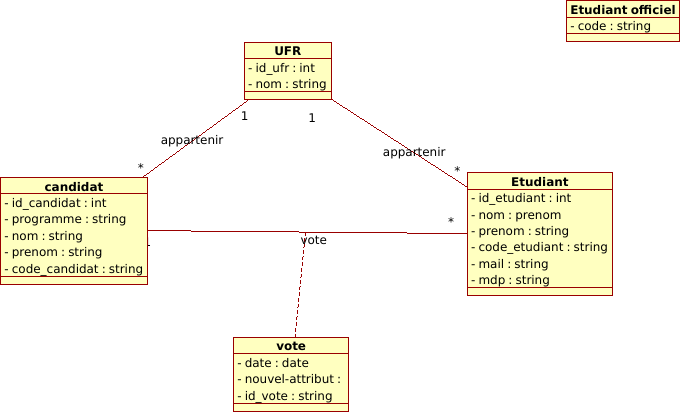 Etudiant officiel
- code : string
UFR
- id_ufr : int
- nom : string
1
1
appartenir
appartenir
*
*
candidat
- id_candidat : int
- programme : string
- nom : string
- prenom : string
- code_candidat : string
Etudiant
- id_etudiant : int
- nom : prenom
- prenom : string
- code_etudiant : string
- mail : string
- mdp : string
*
vote
vote
- date : date
- nouvel-attribut :
- id_vote : string